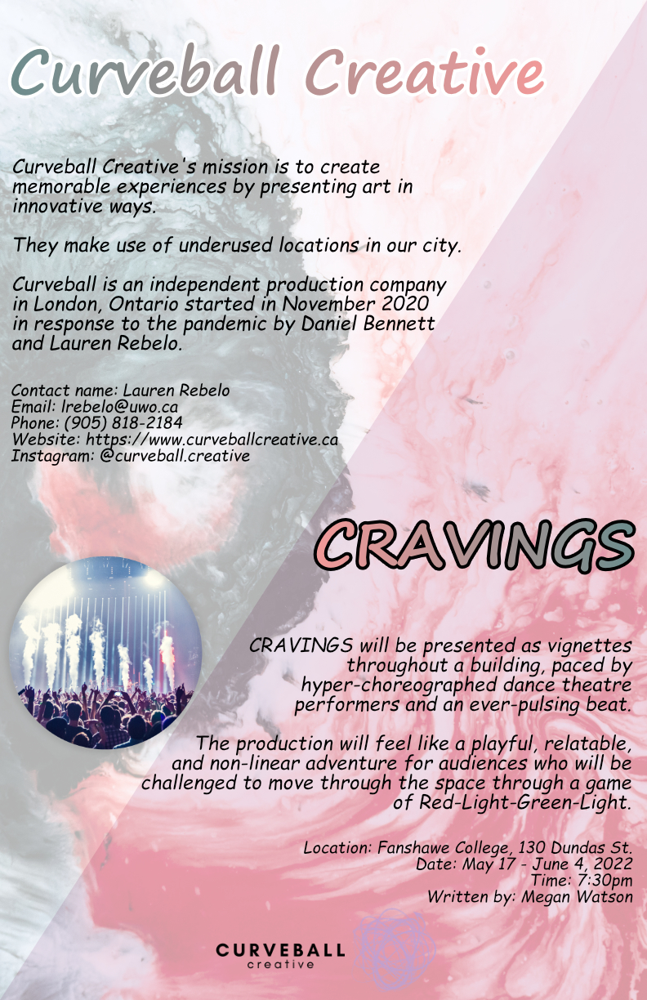 Curveball Creative
Curveball Creative's mission is to create
memorable experiences by presenting art in
innovative ways.
They make use of underused locations in our city.
Curveball is an independent production company
in London, Ontario started in November 2020
in response to the pandemic by Daniel Bennett
and Lauren Rebelo.
Contact name: Lauren Rebelo
Email: lrebelo@uwo.ca
Phone: (905) 818-2184
Website: https://www.curveballcreative.ca
Instagram: @curveball.creative
CRAVINGS
CRAVINGS will be presented as vignettes
throughout a building, paced by
hyper-choreographed dance theatre
performers and an ever-pulsing beat.
The production will feel like a playful, relatable,
and non-linear adventure for audiences who will be
challenged to move through the space through a game
of Red-Light-Green-Light.
Location: Fanshawe College, 130 Dundas St.
Date: May 17 - June 4, 2022
Time: 7:30pm
Written by: Megan Watson
CURVEBALL
creative